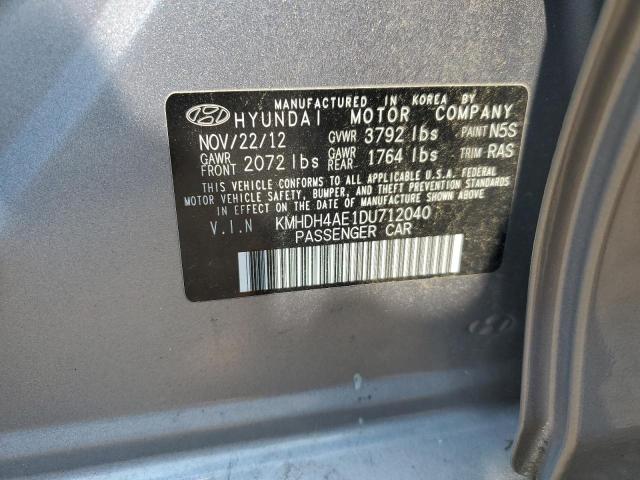 MANUFACTURED IN KOREA BY
HYUNDAI MOTOR COMPANY
NOV/22/12 GVWR 3792 lbs PAINT N5S
GAWR FRONT 2072 lbs GAWR REAR 1764 lbs TRIM RAS
THIS VEHICLE CONFORMS TO ALL APPLICABLE U.S.A. FEDERAL
MOTOR VEHICLE SAFETY, BUMPER, AND THEFT PREVENTION STANDARDS
IN EFFECT ON THE DATE OF MANUFACTURE SHOWN ABOVE
V.I.N KMHDH4AE1DU712040
PASSENGER CAR